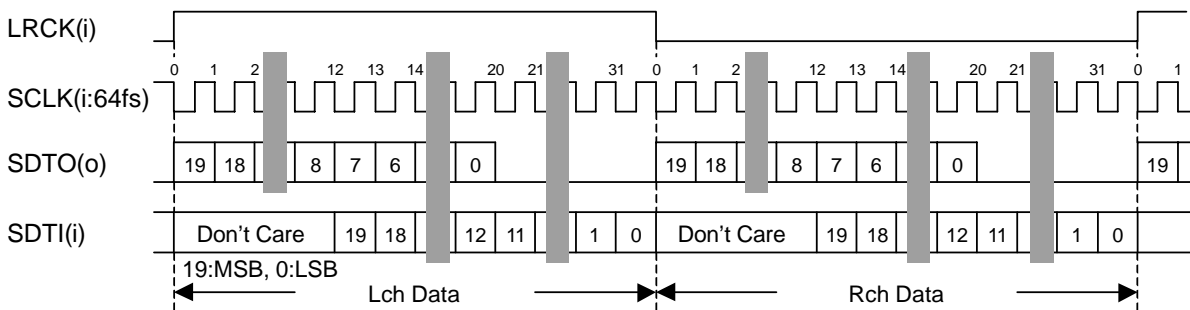 LRCK(i)
0 1 2 12 13 14 20 21 31 0 1 2 12 13 14 20 21 31 0 1
SCLK(i:64fs)
SDTO(o) 19 18 8 7 6 0 19 18 8 7 6 0 19
SDTI(i) Don't Care 19 18 12 11 1 0 Don't Care 19 18 12 11 1 0
19:MSB, 0:LSB
Lch Data Rch Data